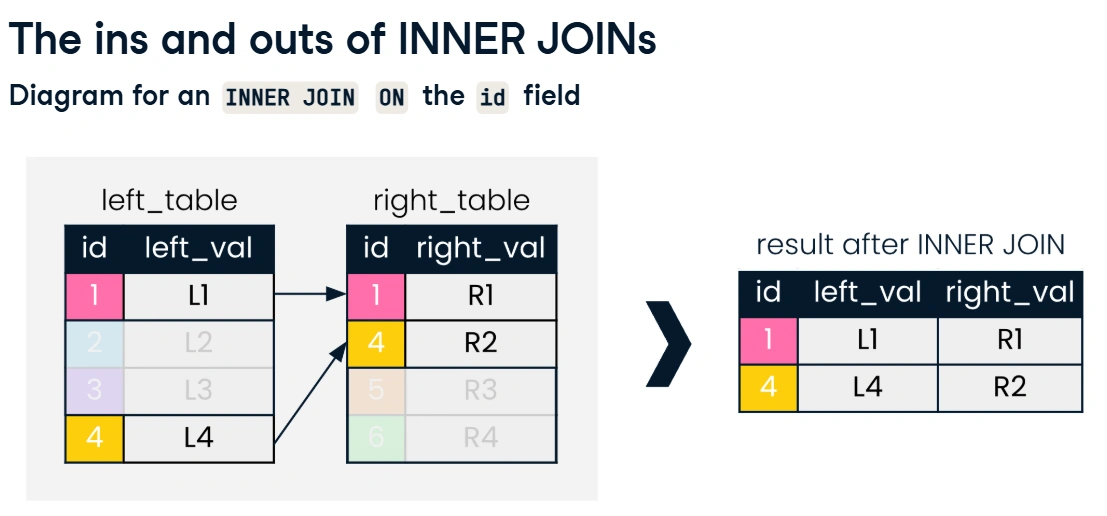 The ins and outs of INNER JOINs
Diagram for an INNER JOIN ON the id field
left_table
id left_val
1 L1
2 L2
3 L3
4 L4
right_table
id right_val
1 R1
4 R2
5 R3
6 R4
result after INNER JOIN
id left_val right_val
1 L1 R1
4 L4 R2